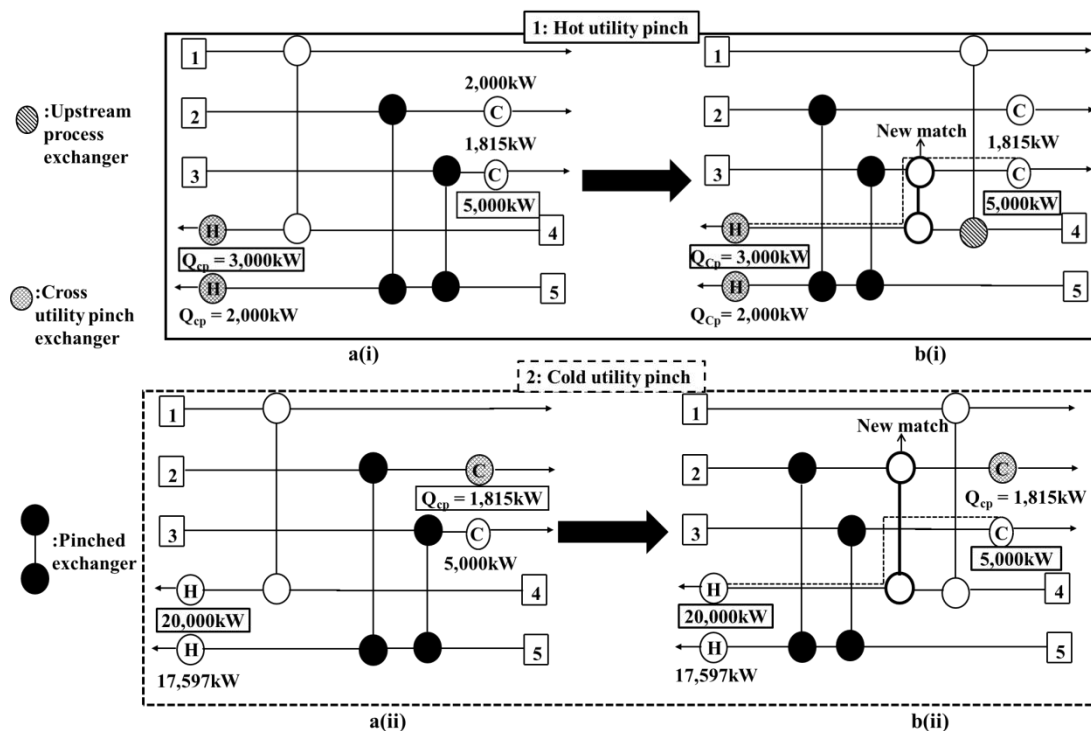 1: Hot utility pinch
:Upstream
process
exchanger
:Cross
utility pinch
exchanger
1
2
3
4
5
2,000kW
C
1,815kW
C
5,000kW
H
Qcp = 3,000kW
H
Qcp = 2,000kW
a(i)
1
2
3
4
5
New match
C
1,815kW
C
5,000kW
H
QCp = 3,000kW
H
QCp = 2,000kW
b(i)
2: Cold utility pinch
:Pinched
exchanger
1
2
3
4
5
C
Qcp = 1,815kW
C
5,000kW
H
20,000kW
H
17,597kW
a(ii)
1
2
3
4
5
New match
C
Qcp = 1,815kW
C
5,000kW
H
20,000kW
H
17,597kW
b(ii)